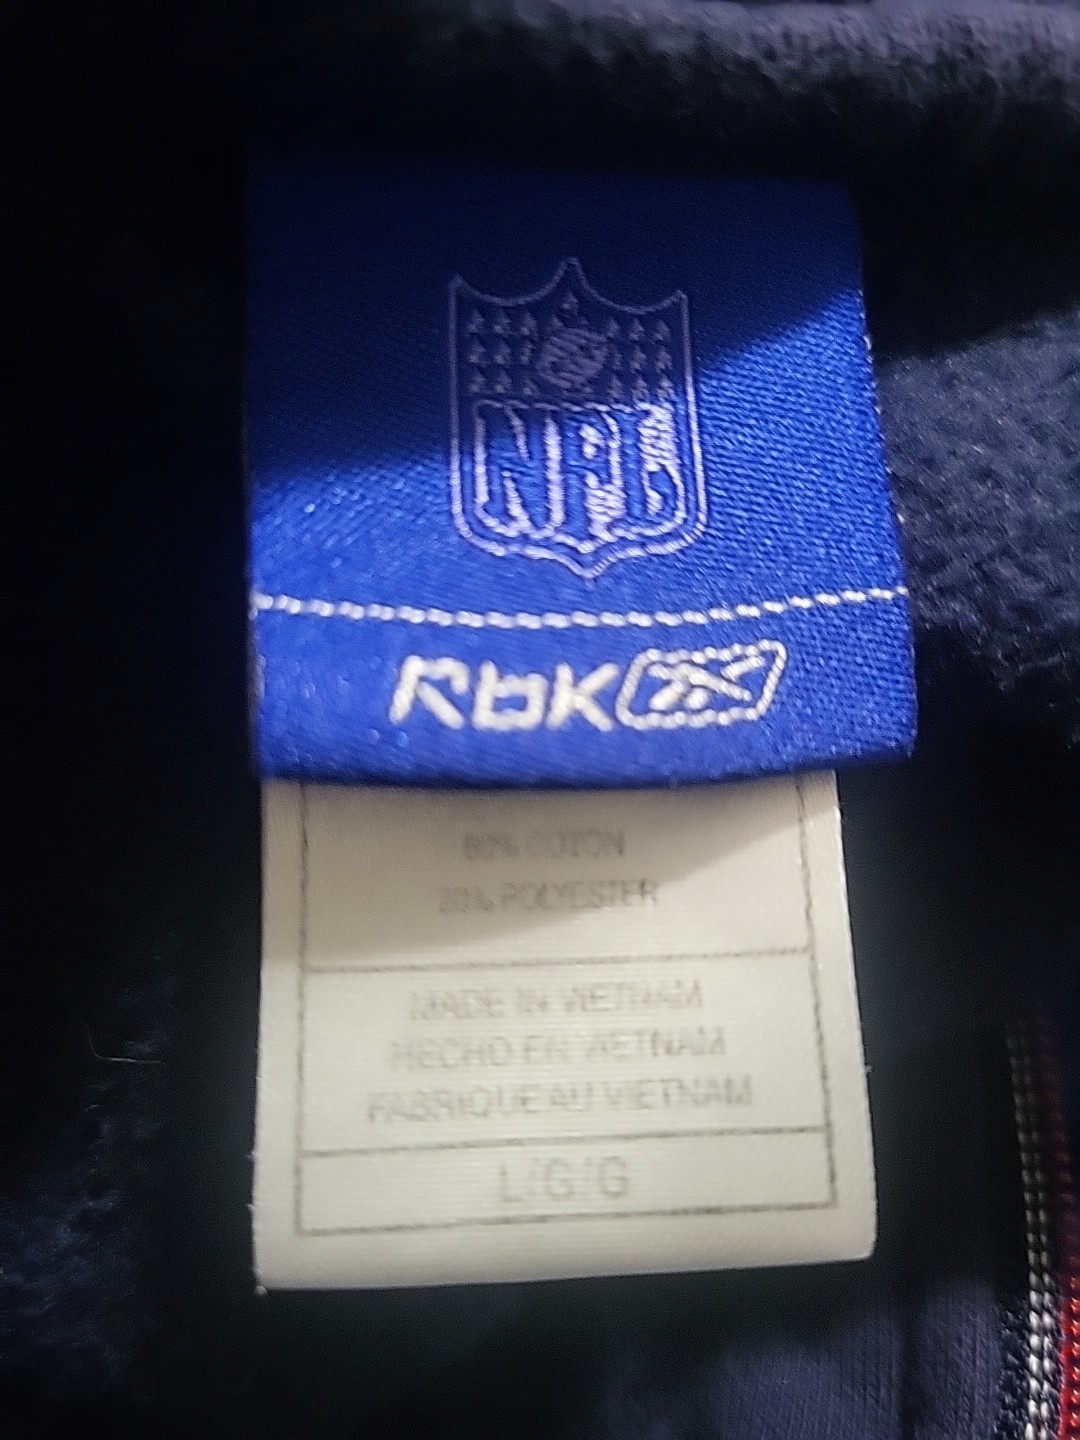 NFL
RBK
80% COTON
20% POLYESTER
MADE IN VIETNAM
HECHO EN VIETNAM
FABRIQUE AU VIETNAM
L/G/G